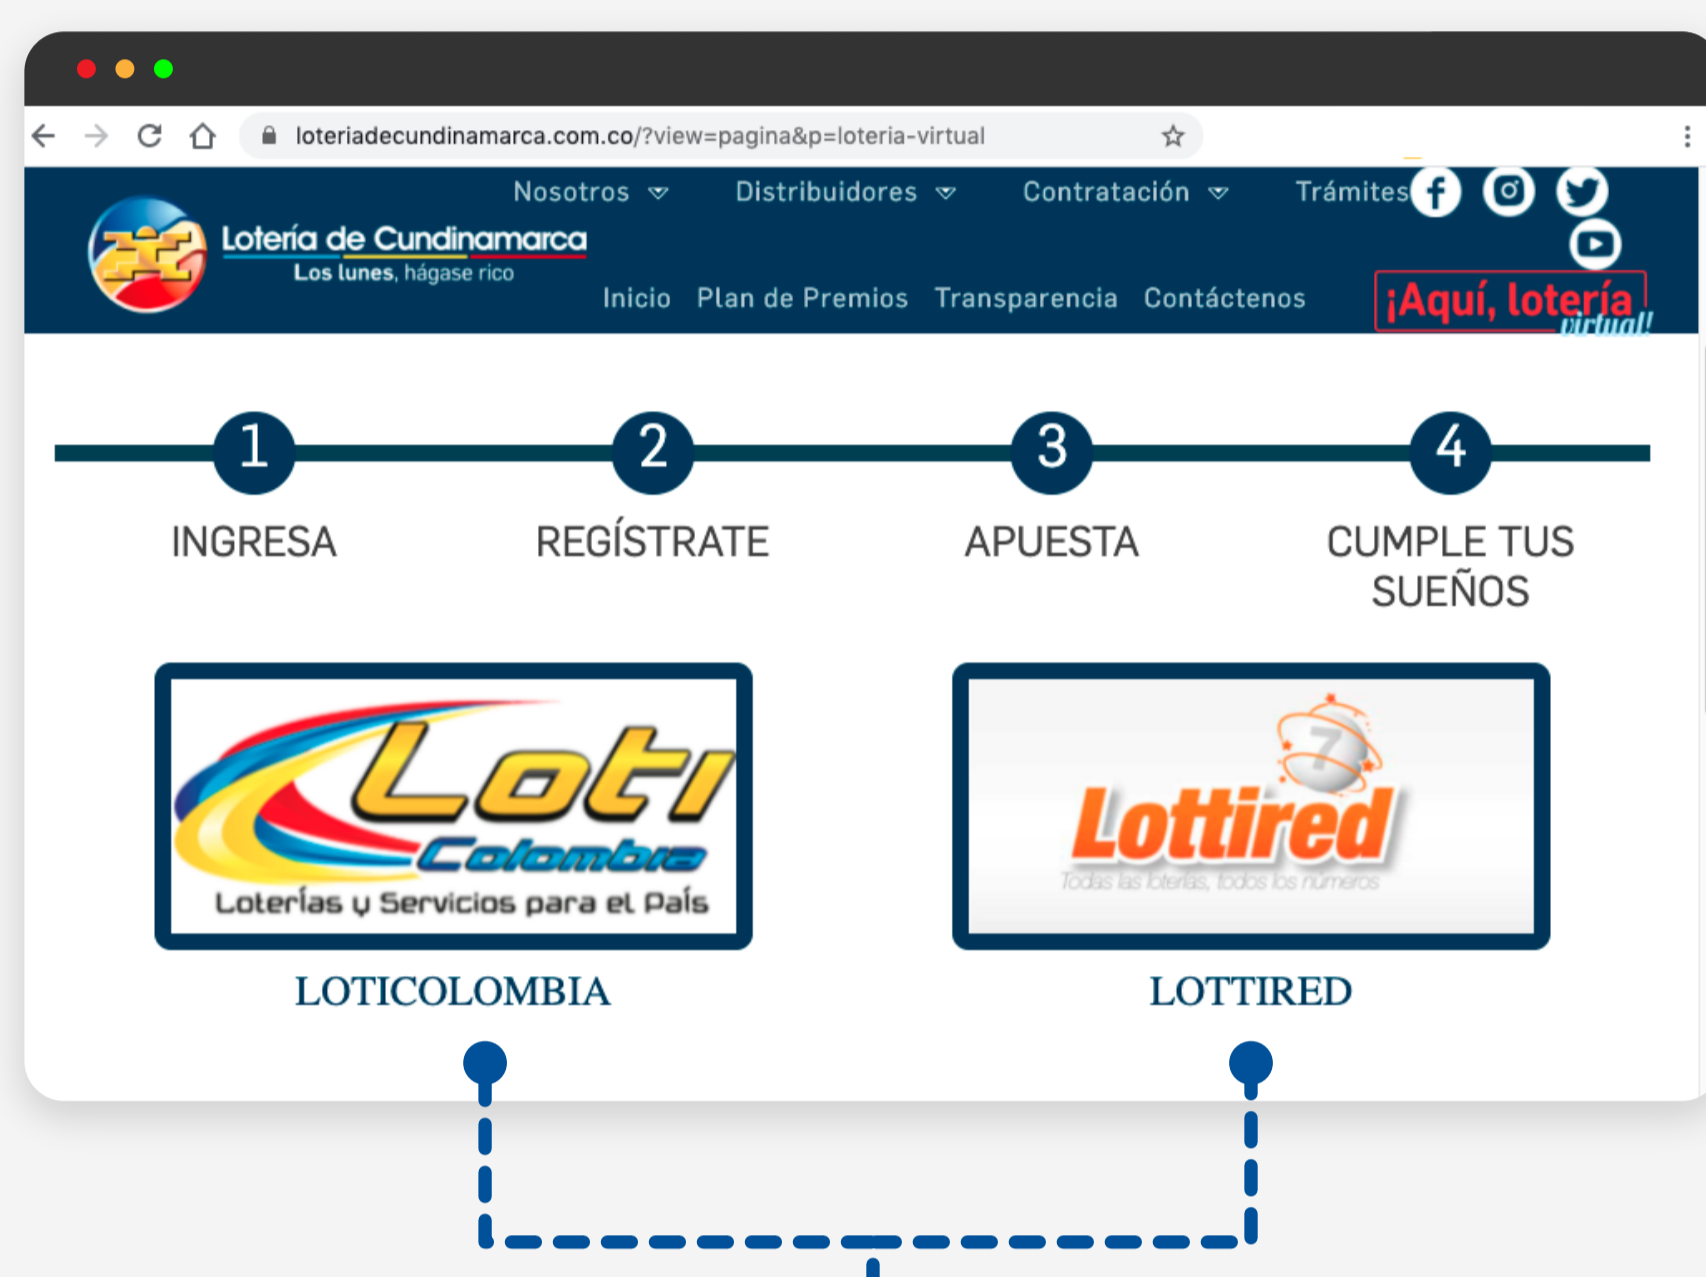 loteriadecundinamarca.com.co/?view=pagina&p=loteria-virtual
Nosotros Distribuidores Contratación Trámites
Lotería de Cundinamarca
Los lunes, hágase rico
Inicio Plan de Premios Transparencia Contáctenos
¡Aquí, lotería
virtual!
1 2 3 4
INGRESA REGÍSTRATE APUESTA CUMPLE TUS
SUEÑOS
Loti
Colombia
Loterías y Servicios para el País
7
Lottired
Todas las loterías, todos los números
LOTICOLOMBIA LOTTIRED